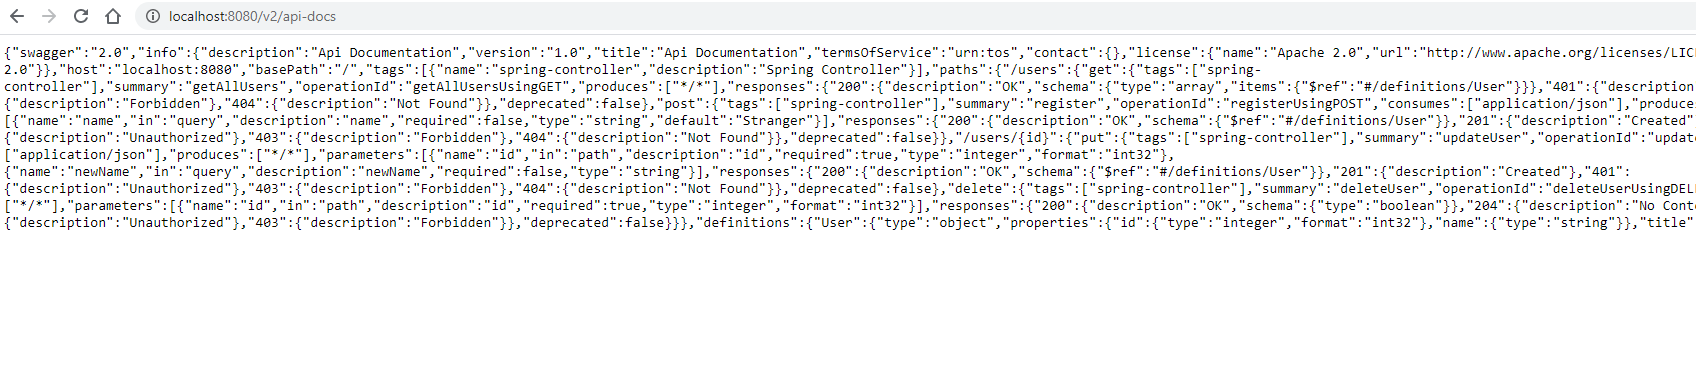 localhost:8080/v2/api-docs
{"swagger":"2.0","info":{"description":"Api Documentation","version":"1.0","title":"Api Documentation","termsOfService":"urn:tos","contact":{},"license":{"name":"Apache 2.0","url":"http://www.apache.org/licenses/LIC
2.0"}},"host":"localhost:8080","basePath":"/","tags":[{"name":"spring-controller","description":"Spring Controller"}],"paths":{"/users":{"get":{"tags":["spring-
controller"],"summary":"getAllUsers","operationId":"getAllUsersUsingGET","produces":["*/*"],"responses":{"200":{"description":"OK","schema":{"type":"array","items":{"$ref":"#/definitions/User"}}},"401":{"description
{"description":"Forbidden"},"404":{"description":"Not Found"}},"deprecated":false},"post":{"tags":["spring-controller"],"summary":"register","operationId":"registerUsingPOST","consumes":["application/json"],"produce
[{"name":"name","in":"query","description":"name","required":false,"type":"string","default":"Stranger"}],"responses":{"200":{"description":"OK","schema":{"$ref":"#/definitions/User"}},"201":{"description":"Created"
{"description":"Unauthorized"},"403":{"description":"Forbidden"},"404":{"description":"Not Found"}},"deprecated":false}},"/users/{id}":{"put":{"tags":["spring-controller"],"summary":"updateUser","operationId":"update
["application/json"],"produces":["*/*"],"parameters":[{"name":"id","in":"path","description":"id","required":true,"type":"integer","format":"int32"},
{"name":"newName","in":"query","description":"newName","required":false,"type":"string"}],"responses":{"200":{"description":"OK","schema":{"$ref":"#/definitions/User"}},"201":{"description":"Created"},"401":
{"description":"Unauthorized"},"403":{"description":"Forbidden"},"404":{"description":"Not Found"}},"deprecated":false},"delete":{"tags":["spring-controller"],"summary":"deleteUser","operationId":"deleteUserUsingDEL
["*/*"],"parameters":[{"name":"id","in":"path","description":"id","required":true,"type":"integer","format":"int32"}],"responses":{"200":{"description":"OK","schema":{"type":"boolean"}},"204":{"description":"No Cont
{"description":"Unauthorized"},"403":{"description":"Forbidden"}},"deprecated":false}}},"definitions":{"User":{"type":"object","properties":{"id":{"type":"integer","format":"int32"},"name":{"type":"string"}},"title"